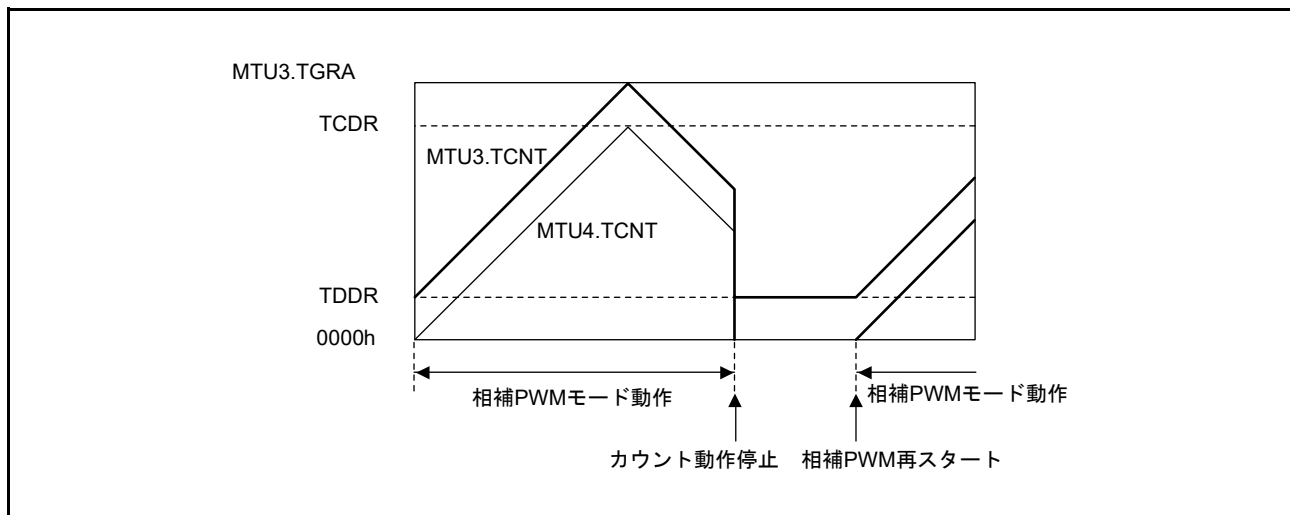 MTU3.TGRA
TCDR
MTU3.TCNT
MTU4.TCNT
TDDR
0000h
相補PWMモード動作
相補PWMモード動作
カウント動作停止
相補PWM再スタート